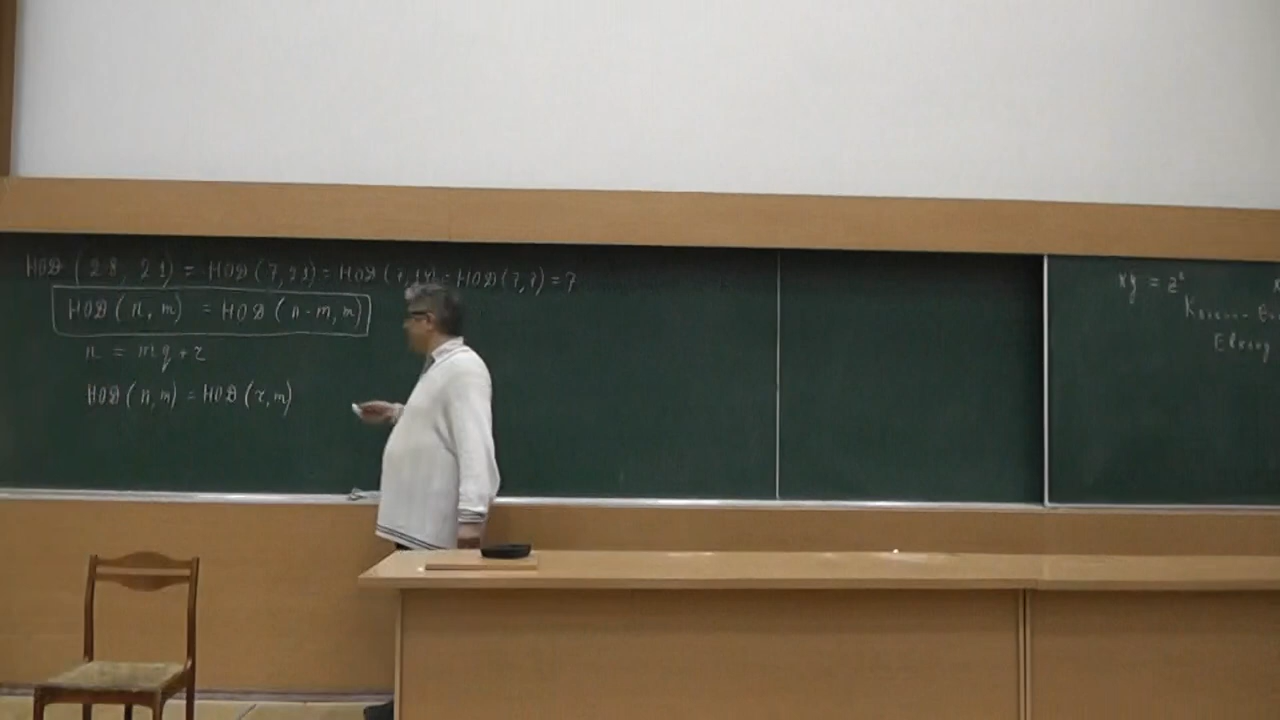 НОД (28, 21) = НОД(7,21) = НОД(7,14) = НОД(7,7) = 7
НОД(n, m) = НОД(n-m, m)
n = mq + r
НОД(n,m) = НОД(r,m)
xy = z²